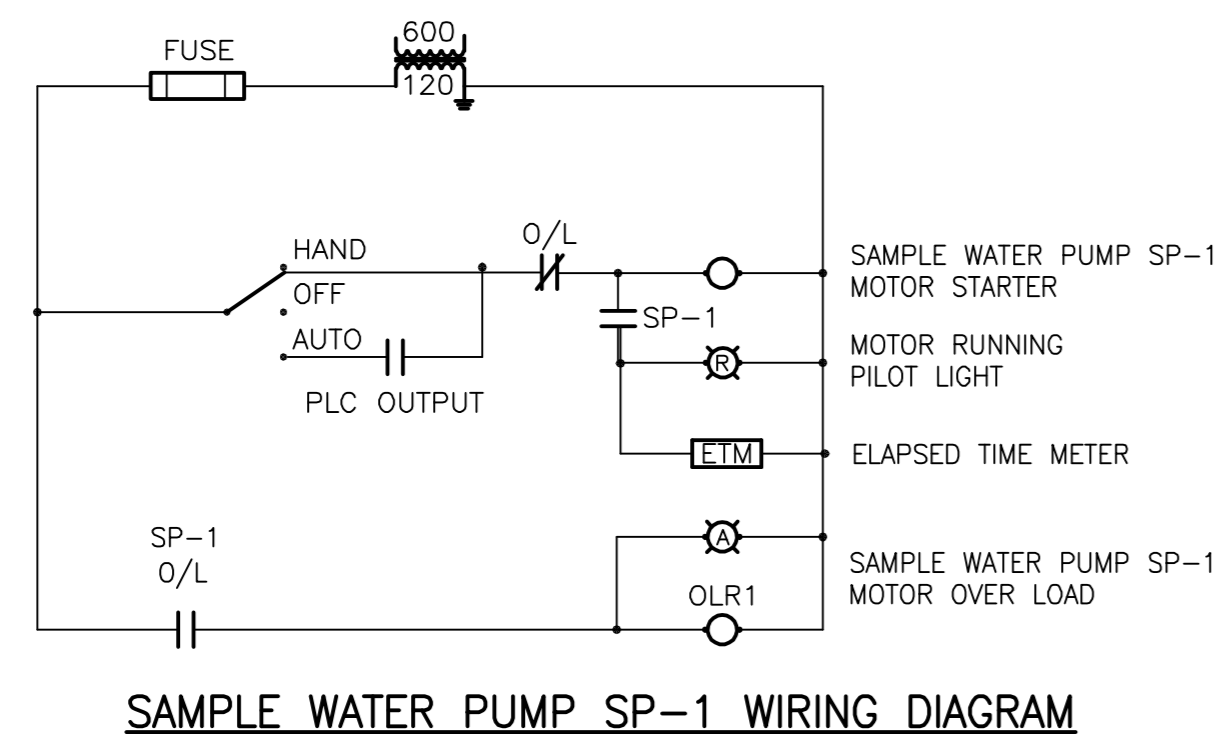 FUSE
600
120
HAND
OFF
AUTO
PLC OUTPUT
O/L
SP-1
SAMPLE WATER PUMP SP-1
MOTOR STARTER
R
MOTOR RUNNING
PILOT LIGHT
ETM
ELAPSED TIME METER
SP-1
O/L
A
OLR1
SAMPLE WATER PUMP SP-1
MOTOR OVER LOAD
SAMPLE WATER PUMP SP-1 WIRING DIAGRAM